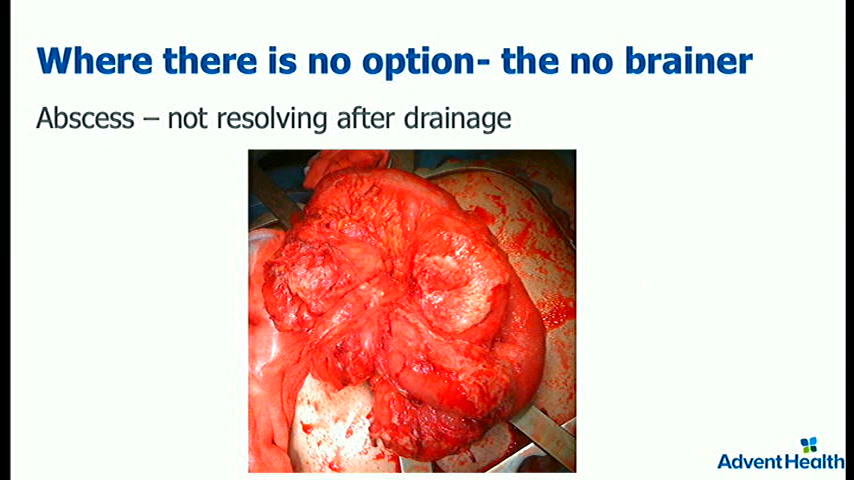 Where there is no option- the no brainer
Abscess – not resolving after drainage
AdventHealth